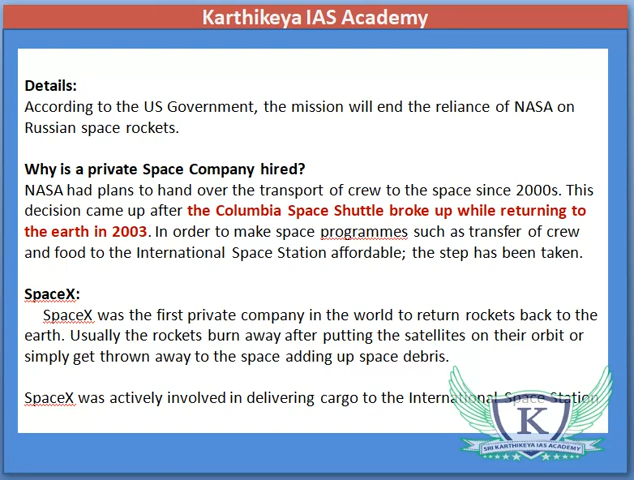 Karthikeya IAS Academy
Details:
According to the US Government, the mission will end the reliance of NASA on
Russian space rockets.
Why is a private Space Company hired?
NASA had plans to hand over the transport of crew to the space since 2000s. This
decision came up after the Columbia Space Shuttle broke up while returning to
the earth in 2003. In order to make space programmes such as transfer of crew
and food to the International Space Station affordable; the step has been taken.
SpaceX:
SpaceX was the first private company in the world to return rockets back to the
earth. Usually the rockets burn away after putting the satellites on their orbit or
simply get thrown away to the space adding up space debris.
SpaceX was actively involved in delivering cargo to the International Space Station
K
SRI KARTHIKEYA IAS ACADEMY